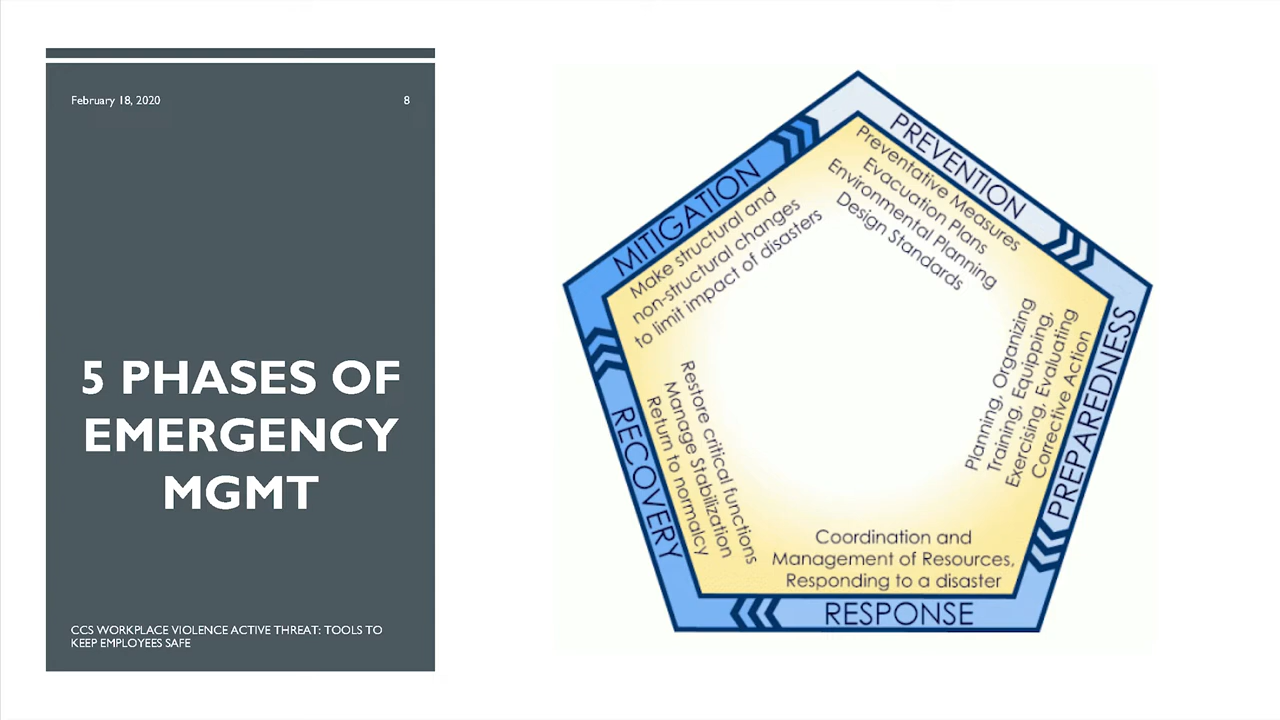 February 18, 2020
8
5 PHASES OF
EMERGENCY
MGMT
CCS WORKPLACE VIOLENCE ACTIVE THREAT: TOOLS TO
KEEP EMPLOYEES SAFE
PREVENTION
Preventative Measures
Evacuation Plans
Environmental Planning
Design Standards
PREPAREDNESS
Planning, Organizing
Training, Equipping,
Exercising, Evaluating
Corrective Action
RESPONSE
Coordination and
Management of Resources,
Responding to a disaster
RECOVERY
Restore critical functions
Manage Stabilization
Return to normalcy
MITIGATION
Make structural and
non-structural changes
to limit impact of disasters